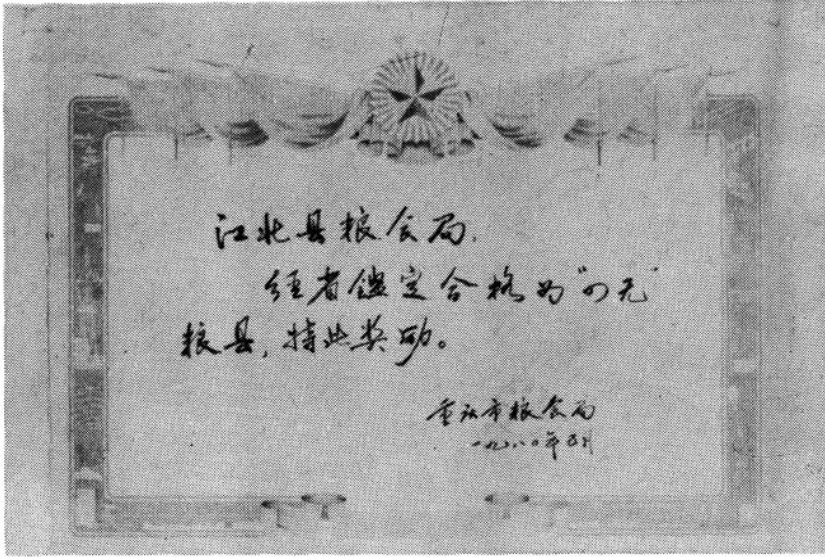 江北县粮食局.
经省鑑定合格为"四无"
粮县,特此奖励。
重庆市粮食局
一九八〇年五月